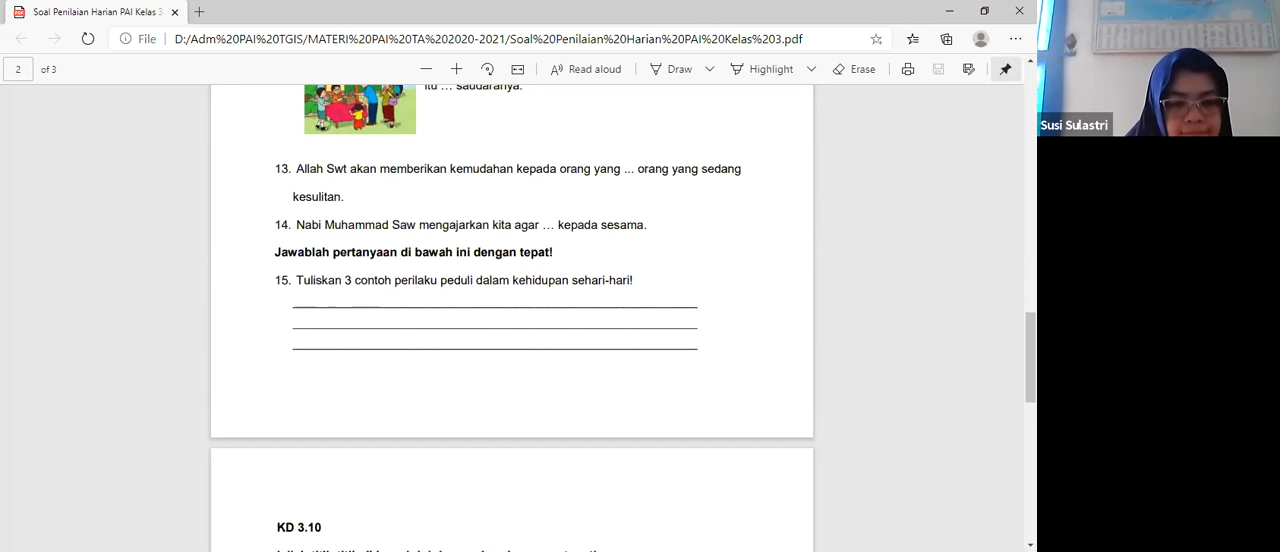 Soal Penilaian Harian PAI Kelas 3
File D:/Adm%20PAI%20TGIS/MATERI%20PAI%20TA%202020-2021/Soal%20Penilaian%20Harian%20PAI%20Kelas%203.pdf
2 of 3 Read aloud Draw Highlight Erase
itu ... saudaranya.
13. Allah Swt akan memberikan kemudahan kepada orang yang ... orang yang sedang
kesulitan.
14. Nabi Muhammad Saw mengajarkan kita agar ... kepada sesama.
Jawablah pertanyaan di bawah ini dengan tepat!
15. Tuliskan 3 contoh perilaku peduli dalam kehidupan sehari-hari!
KD 3.10
Susi Sulastri